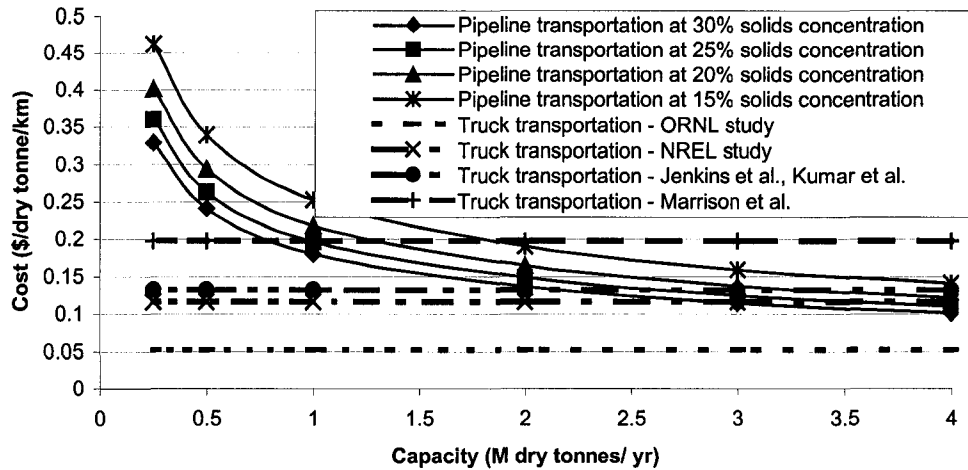 Pipeline transportation at 30% solids concentration
Pipeline transportation at 25% solids concentration
Pipeline transportation at 20% solids concentration
Pipeline transportation at 15% solids concentration
Truck transportation - ORNL study
Truck transportation - NREL study
Truck transportation - Jenkins et al., Kumar et al.
Truck transportation - Marrison et al.
Cost ($/dry tonne/km)
0.5
0.45
0.4
0.35
0.3
0.25
0.2
0.15
0.1
0.05
0
0 0.5 1 1.5 2 2.5 3 3.5 4
Capacity (M dry tonnes/ yr)